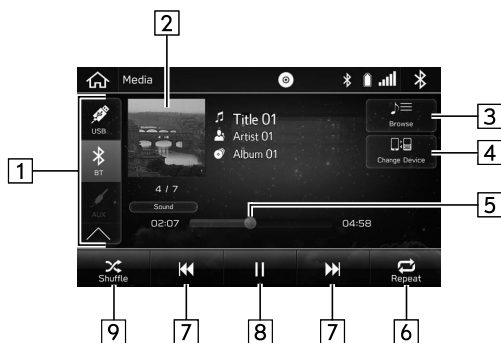 2
Media
USB
BT
AUX
1
Title 01
Artist 01
Album 01
Browse
3
Change Device
4
4 / 7
Sound
5
02:07
04:58
Shuffle
Repeat
9
7
8
7
6